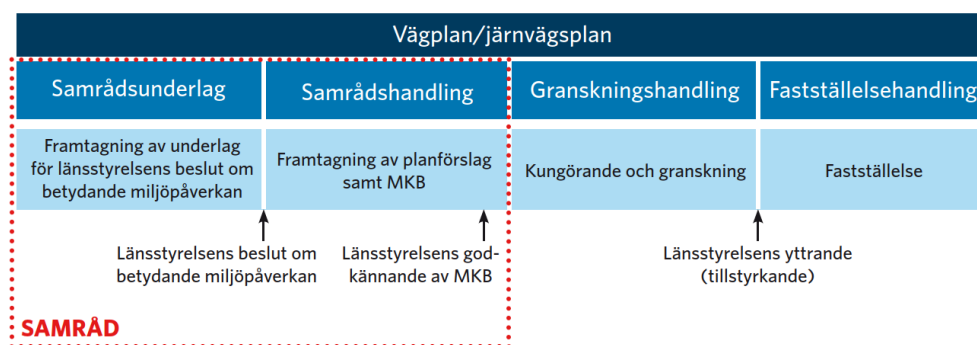 Vägplan/järnvägsplan
Samrådsunderlag
Samrådshandling
Granskningshandling
Fastställelsehandling
Framtagning av underlag
för länsstyrelsens beslut om
betydande miljöpåverkan
Framtagning av planförslag
samt MKB
Kungörande och granskning
Fastställelse
Länsstyrelsens beslut om
betydande miljöpåverkan
Länsstyrelsens god-
kännande av MKB
Länsstyrelsens yttrande
(tillstyrkande)
SAMRÅD